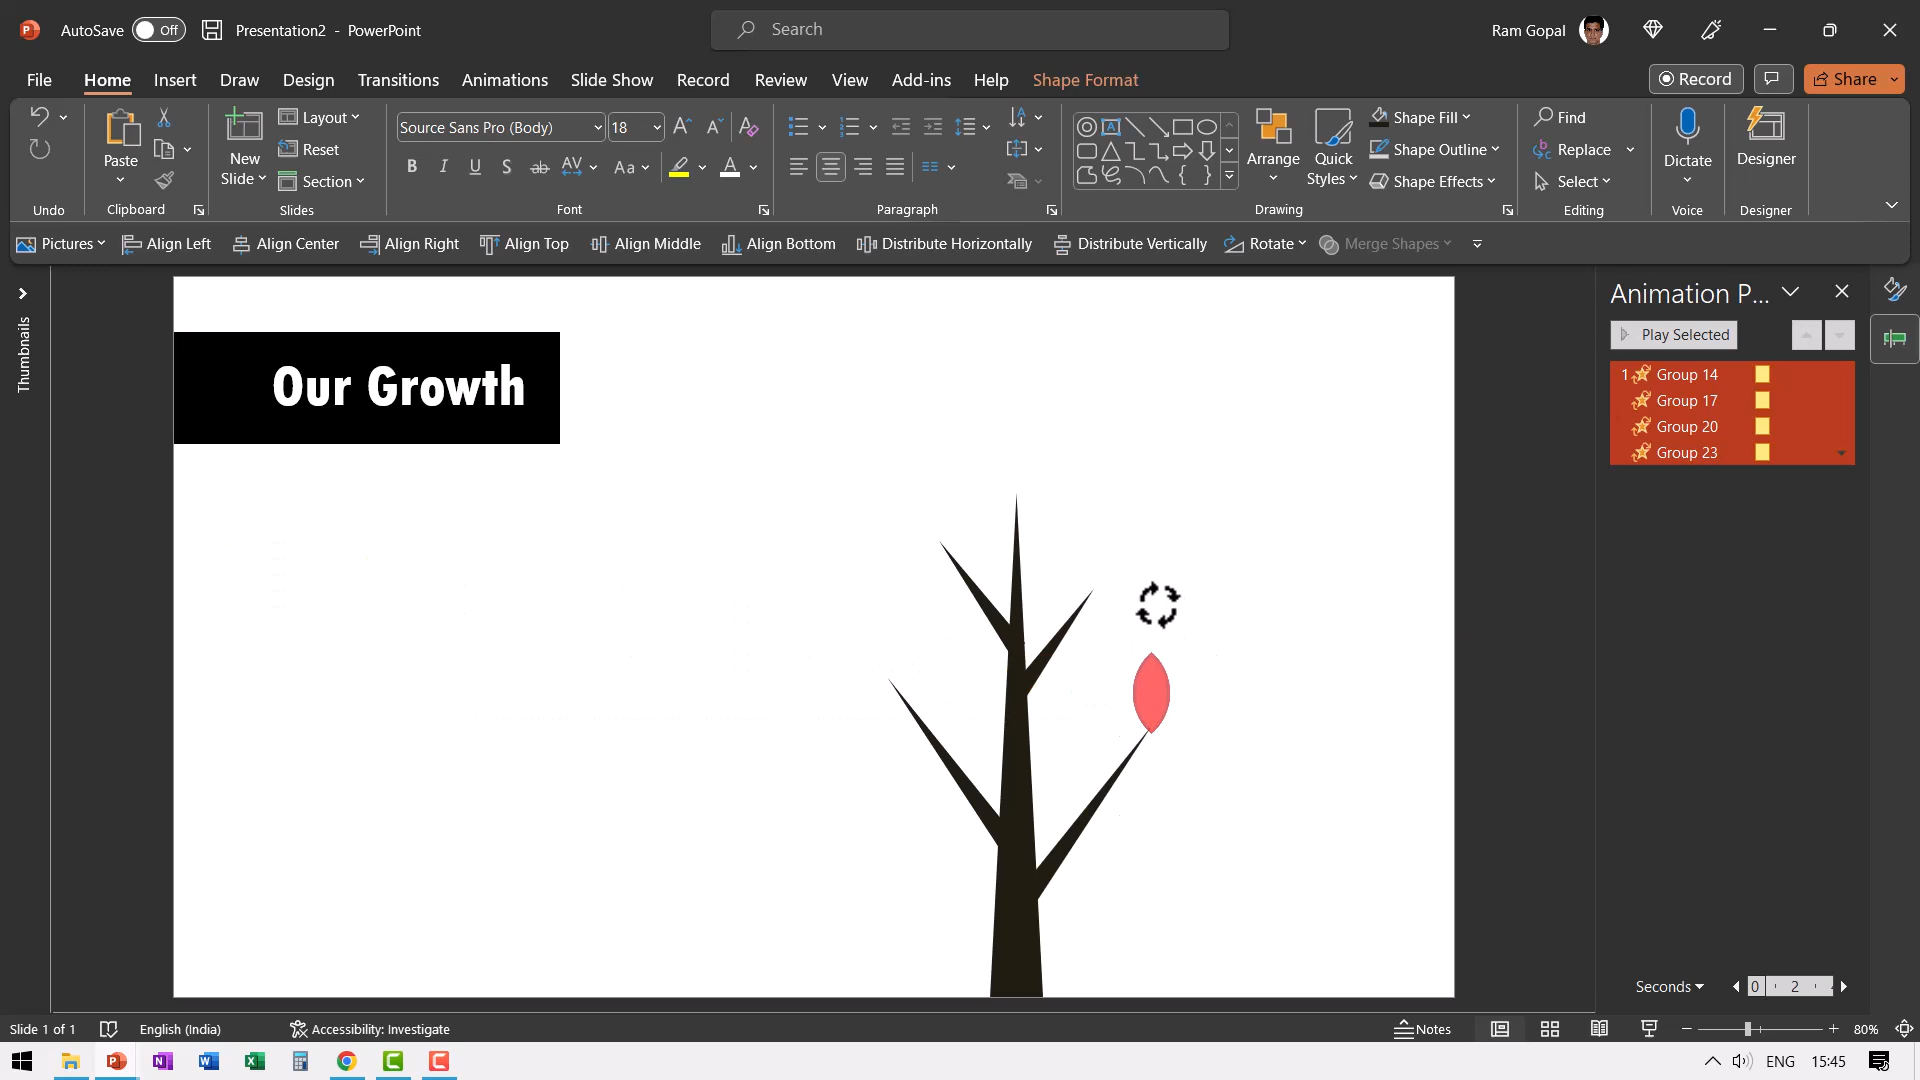 AutoSave Off Presentation2 - PowerPoint Search Ram Gopal
File Home Insert Draw Design Transitions Animations Slide Show Record Review View Add-ins Help Shape Format Record Share
Paste
New
Slide
Layout
Reset
Section
Source Sans Pro (Body) 18
B I U S ab AV Aa A
Arrange
Quick
Styles
Shape Fill
Shape Outline
Shape Effects
Find
Replace
Select
Dictate
Designer
Undo Clipboard Slides Font Paragraph Drawing Editing Voice Designer
Pictures Align Left Align Center Align Right Align Top Align Middle Align Bottom Distribute Horizontally Distribute Vertically Rotate Merge Shapes
Thumbnails
Our Growth
Animation P...
Play Selected
1 Group 14
Group 17
Group 20
Group 23
Seconds 0 2
Slide 1 of 1 English (India) Accessibility: Investigate Notes 80%
ENG 15:45